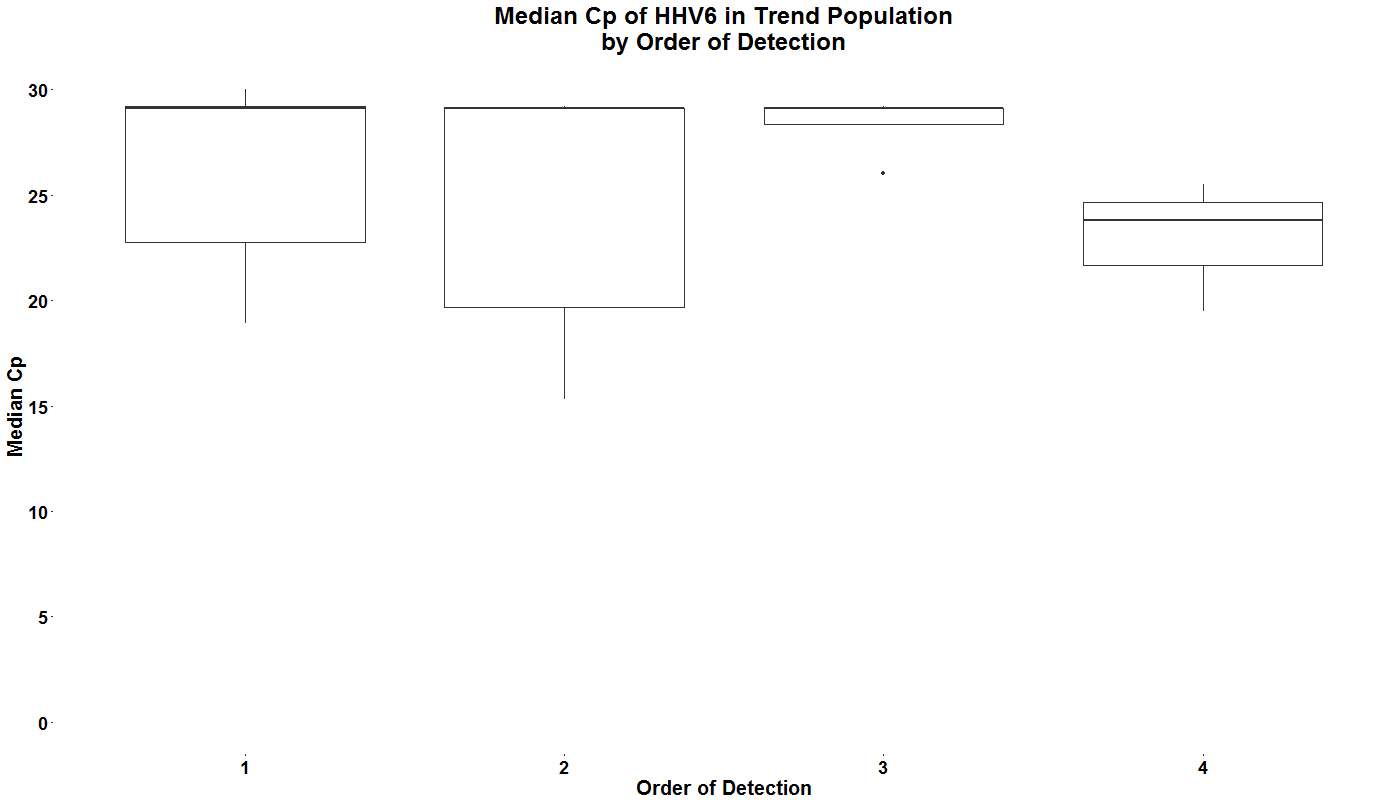 Median Cp of HHV6 in Trend Population
by Order of Detection
30
25
20
15
10
5
0
Median Cp
1 2 3 4
Order of Detection